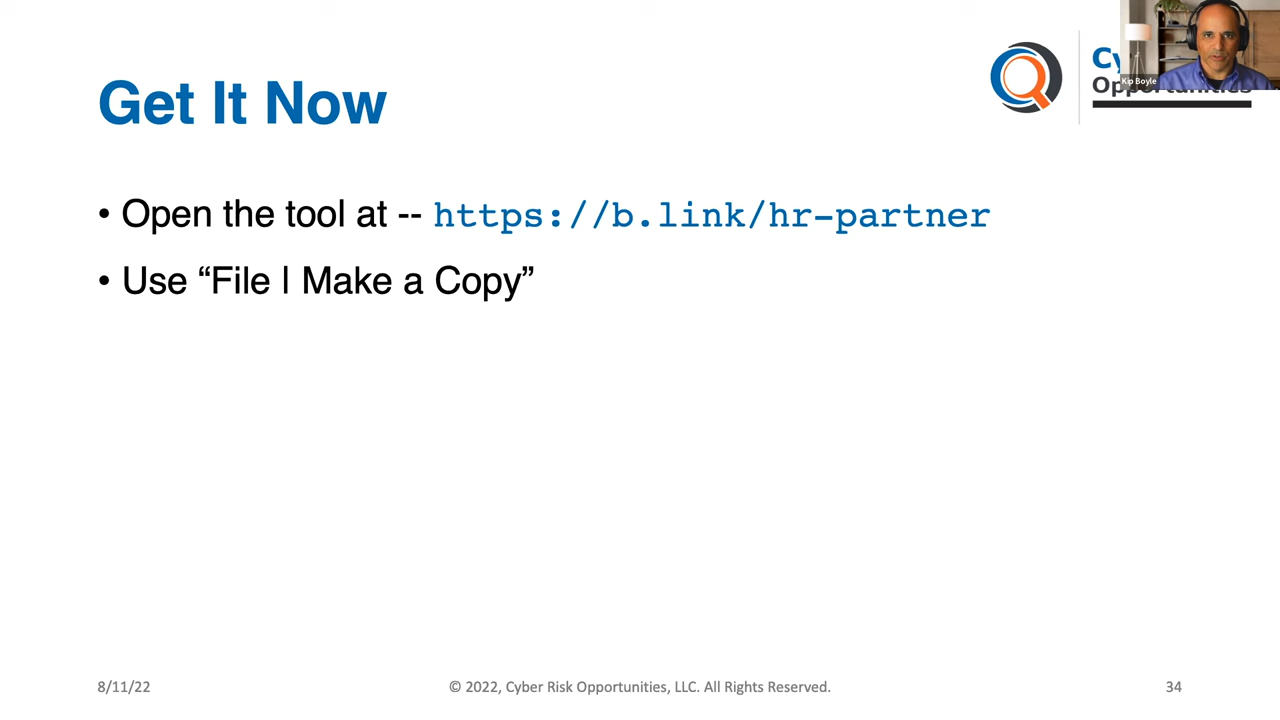 Get It Now
Kip Boyle
• Open the tool at -- https://b.link/hr-partner
• Use “File | Make a Copy”
8/11/22
© 2022, Cyber Risk Opportunities, LLC. All Rights Reserved.
34